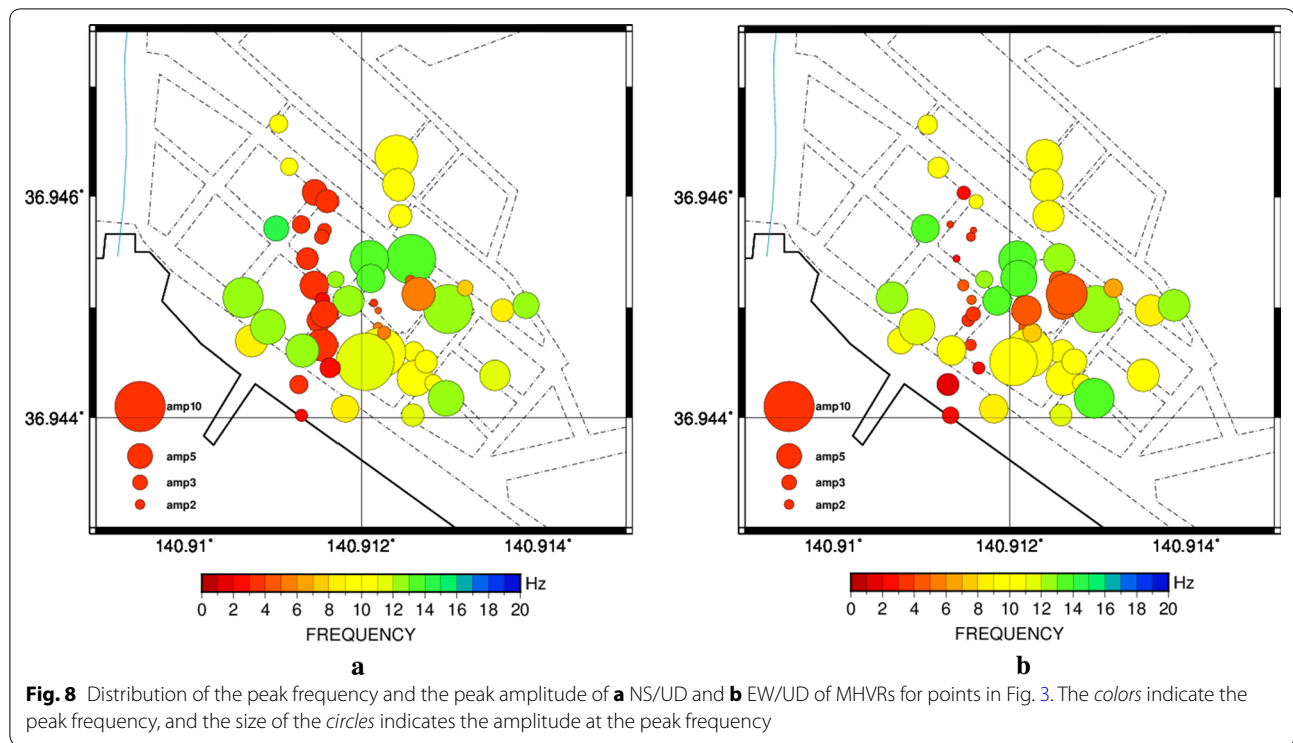 36.946°
36.944°
amp10
amp5
amp3
amp2
140.91°
140.912°
140.914°
0 2 4 6 8 10 12 14 16 18 20
Hz
FREQUENCY
a
36.946°
36.944°
amp10
amp5
amp3
amp2
140.91°
140.912°
140.914°
0 2 4 6 8 10 12 14 16 18 20
Hz
FREQUENCY
b
Fig. 8 Distribution of the peak frequency and the peak amplitude of a NS/UD and b EW/UD of MHVRs for points in Fig. 3. The colors indicate the
peak frequency, and the size of the circles indicates the amplitude at the peak frequency